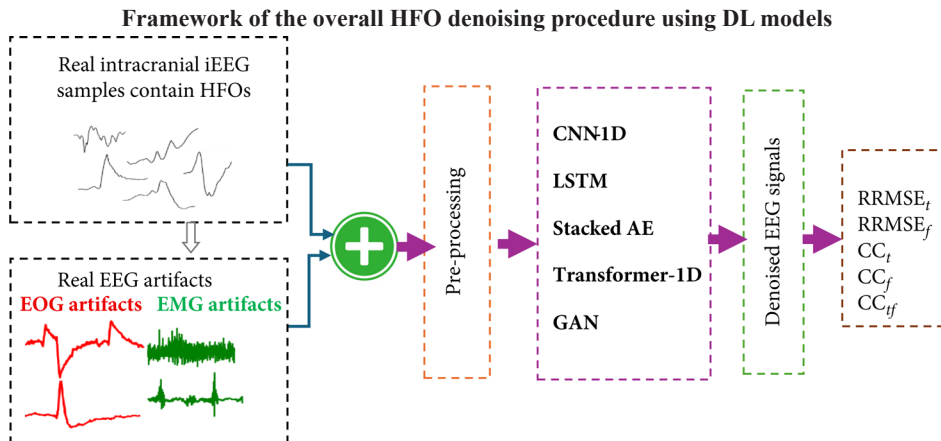 Framework of the overall HFO denoising procedure using DL models
Real intracranial iEEG
samples contain HFOs
Real EEG artifacts
EOG artifacts EMG artifacts
Pre-processing
CNN-1D
LSTM
Stacked AE
Transformer-1D
GAN
Denoised EEG signals
RRMSEt
RRMSEf
CCt
CCf
CCtf